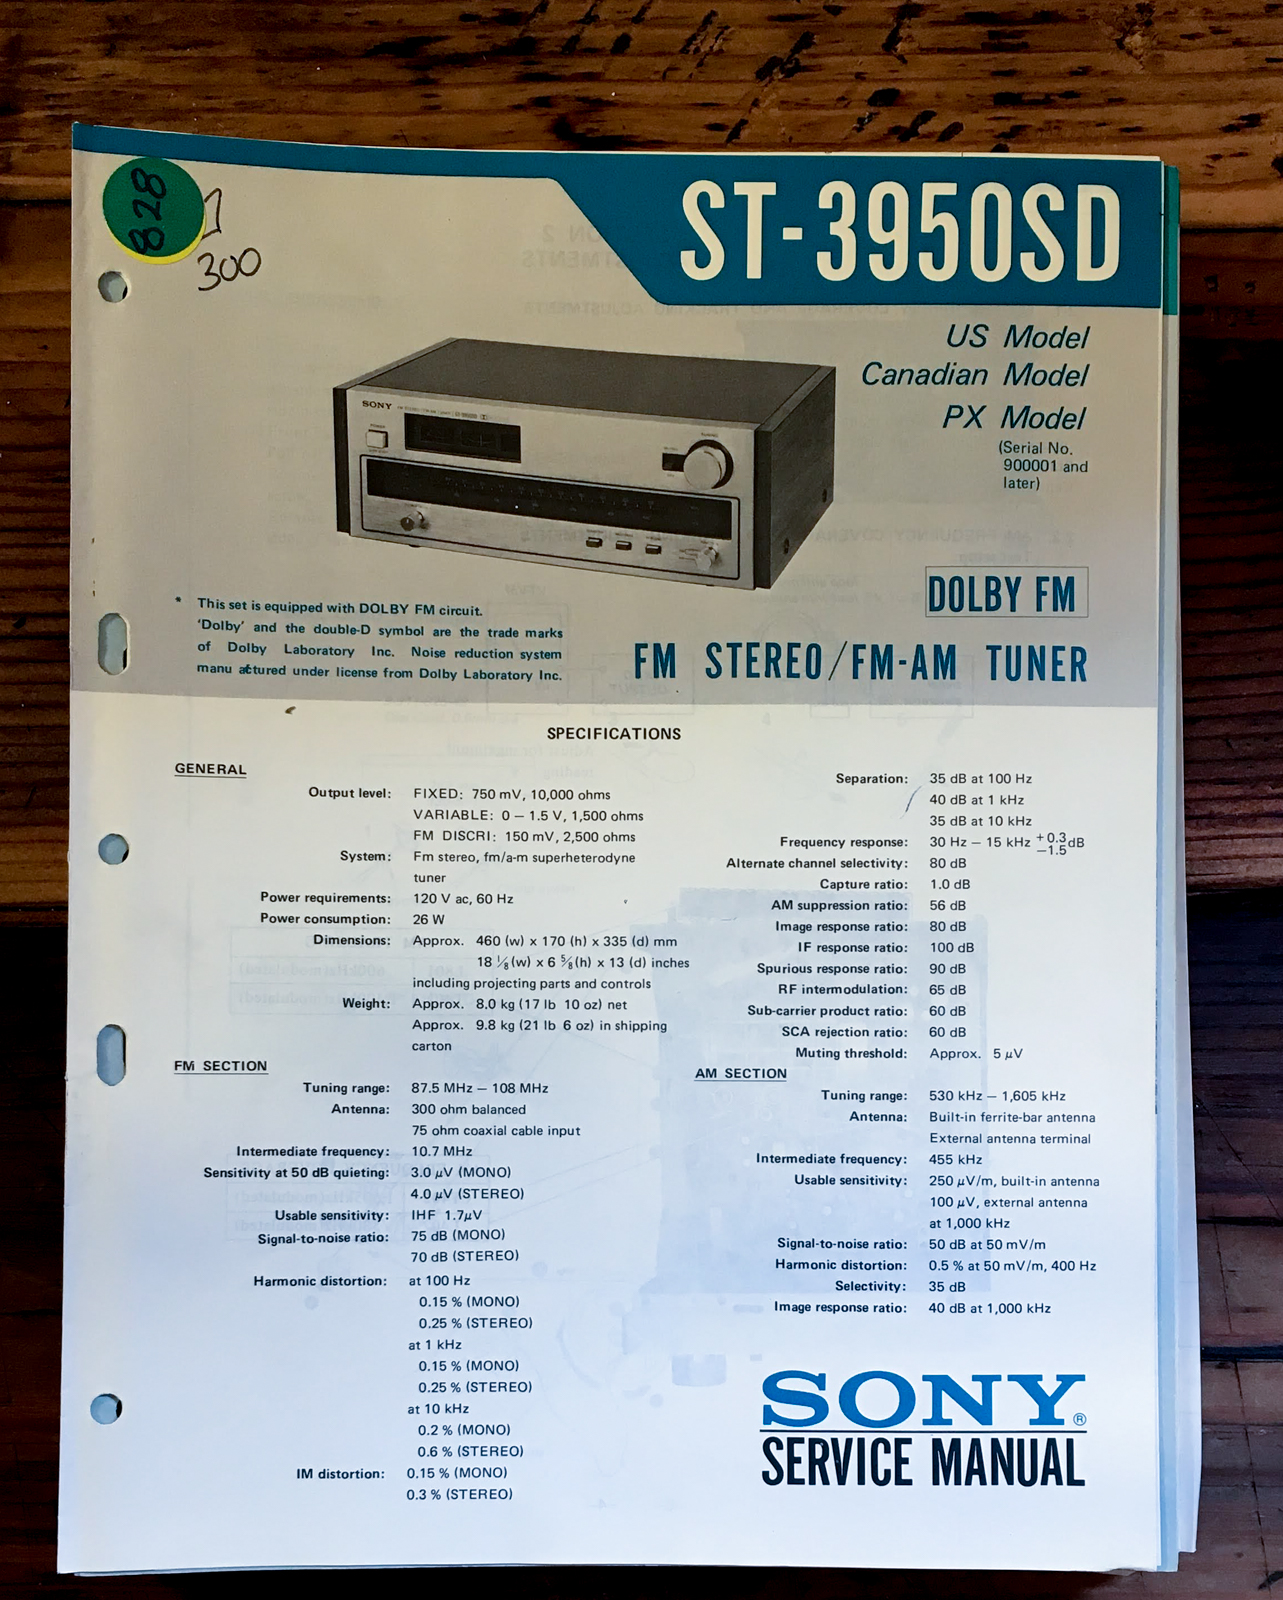 828
300
ST-3950SD
US Model
Canadian Model
PX Model
(Serial No.
900001 and
later)
SONY
DOLBY FM
* This set is equipped with DOLBY FM circuit.
'Dolby' and the double-D symbol are the trade marks
of Dolby Laboratory Inc. Noise reduction system
manu actured under license from Dolby Laboratory Inc.
FM STEREO/FM-AM TUNER
SPECIFICATIONS
GENERAL
Output level: FIXED: 750 mV, 10,000 ohms
VARIABLE: 0 – 1.5 V, 1,500 ohms
FM DISCRI: 150 mV, 2,500 ohms
System: Fm stereo, fm/a-m superheterodyne
tuner
Power requirements: 120 V ac, 60 Hz
Power consumption: 26 W
Dimensions: Approx. 460 (w) x 170 (h) x 335 (d) mm
18 1/8 (w) x 6 5/8 (h) x 13 (d) inches
including projecting parts and controls
Weight: Approx. 8.0 kg (17 lb 10 oz) net
Approx. 9.8 kg (21 lb 6 oz) in shipping
carton
FM SECTION
Tuning range: 87.5 MHz – 108 MHz
Antenna: 300 ohm balanced
75 ohm coaxial cable input
Intermediate frequency: 10.7 MHz
Sensitivity at 50 dB quieting: 3.0 µV (MONO)
4.0 µV (STEREO)
Usable sensitivity: IHF 1.7µV
Signal-to-noise ratio: 75 dB (MONO)
70 dB (STEREO)
Harmonic distortion: at 100 Hz
0.15 % (MONO)
0.25 % (STEREO)
at 1 kHz
0.15 % (MONO)
0.25 % (STEREO)
at 10 kHz
0.2 % (MONO)
0.6 % (STEREO)
IM distortion: 0.15 % (MONO)
0.3 % (STEREO)
Separation: 35 dB at 100 Hz
40 dB at 1 kHz
35 dB at 10 kHz
Frequency response: 30 Hz – 15 kHz +0.3 −1.5 dB
Alternate channel selectivity: 80 dB
Capture ratio: 1.0 dB
AM suppression ratio: 56 dB
Image response ratio: 80 dB
IF response ratio: 100 dB
Spurious response ratio: 90 dB
RF intermodulation: 65 dB
Sub-carrier product ratio: 60 dB
SCA rejection ratio: 60 dB
Muting threshold: Approx. 5 µV
AM SECTION
Tuning range: 530 kHz – 1,605 kHz
Antenna: Built-in ferrite-bar antenna
External antenna terminal
Intermediate frequency: 455 kHz
Usable sensitivity: 250 µV/m, built-in antenna
100 µV, external antenna
at 1,000 kHz
Signal-to-noise ratio: 50 dB at 50 mV/m
Harmonic distortion: 0.5 % at 50 mV/m, 400 Hz
Selectivity: 35 dB
Image response ratio: 40 dB at 1,000 kHz
SONY®
SERVICE MANUAL